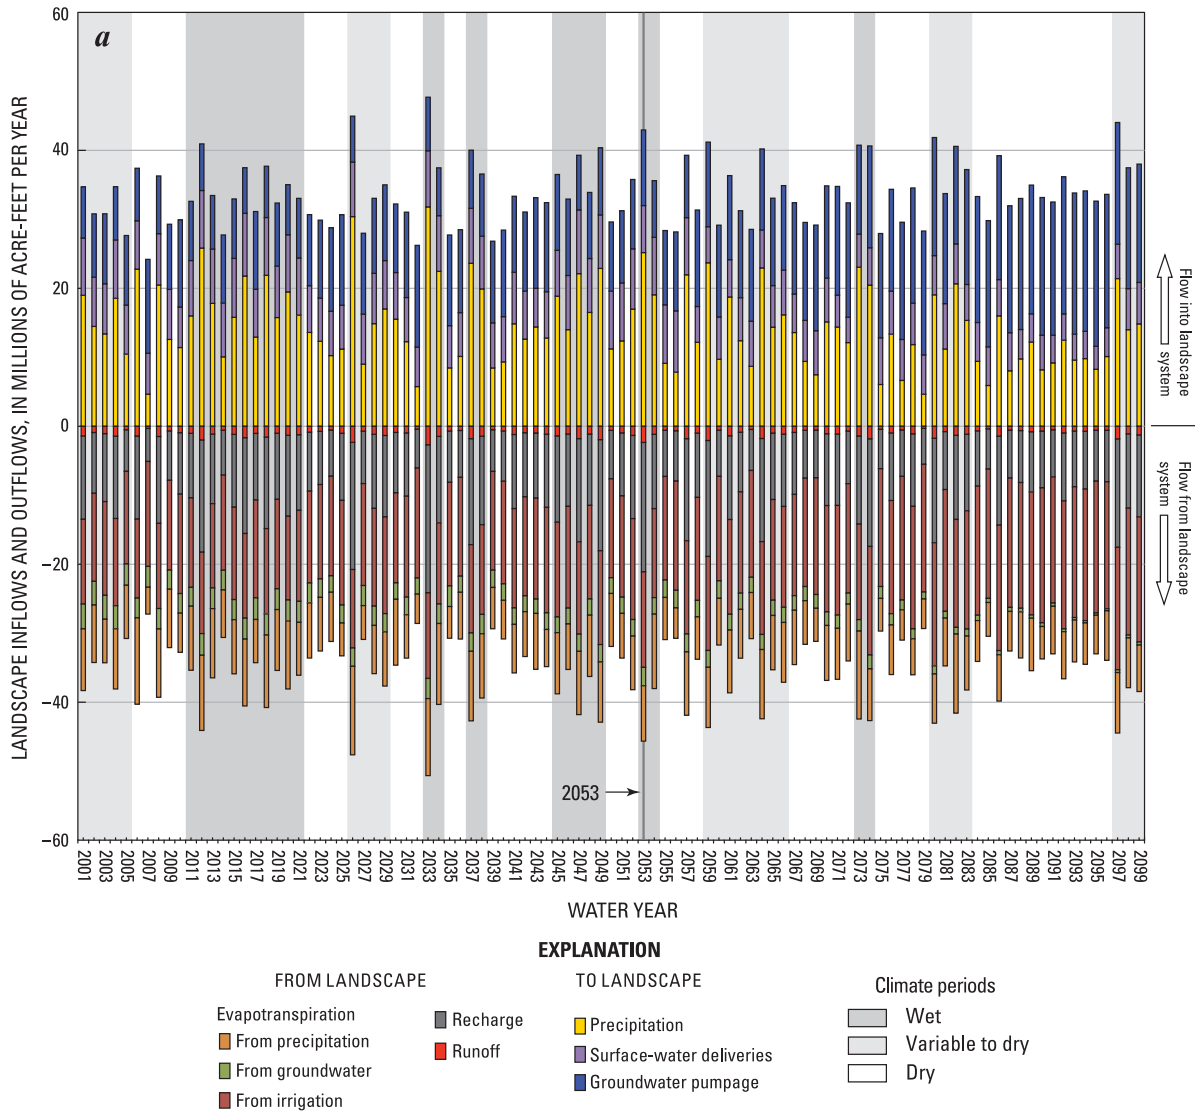 a
LANDSCAPE INFLOWS AND OUTFLOWS, IN MILLIONS OF ACRE-FEET PER YEAR
60
40
20
0
−20
−40
−60
Flow into landscape
system
Flow from landscape
system
2053
2001
2003
2005
2007
2009
2011
2013
2015
2017
2019
2021
2023
2025
2027
2029
2031
2033
2035
2037
2039
2041
2043
2045
2047
2049
2051
2053
2055
2057
2059
2061
2063
2065
2067
2069
2071
2073
2075
2077
2079
2081
2083
2085
2087
2089
2091
2093
2095
2097
2099
WATER YEAR
EXPLANATION
FROM LANDSCAPE
Evapotranspiration
From precipitation
From groundwater
From irrigation
Recharge
Runoff
TO LANDSCAPE
Precipitation
Surface-water deliveries
Groundwater pumpage
Climate periods
Wet
Variable to dry
Dry